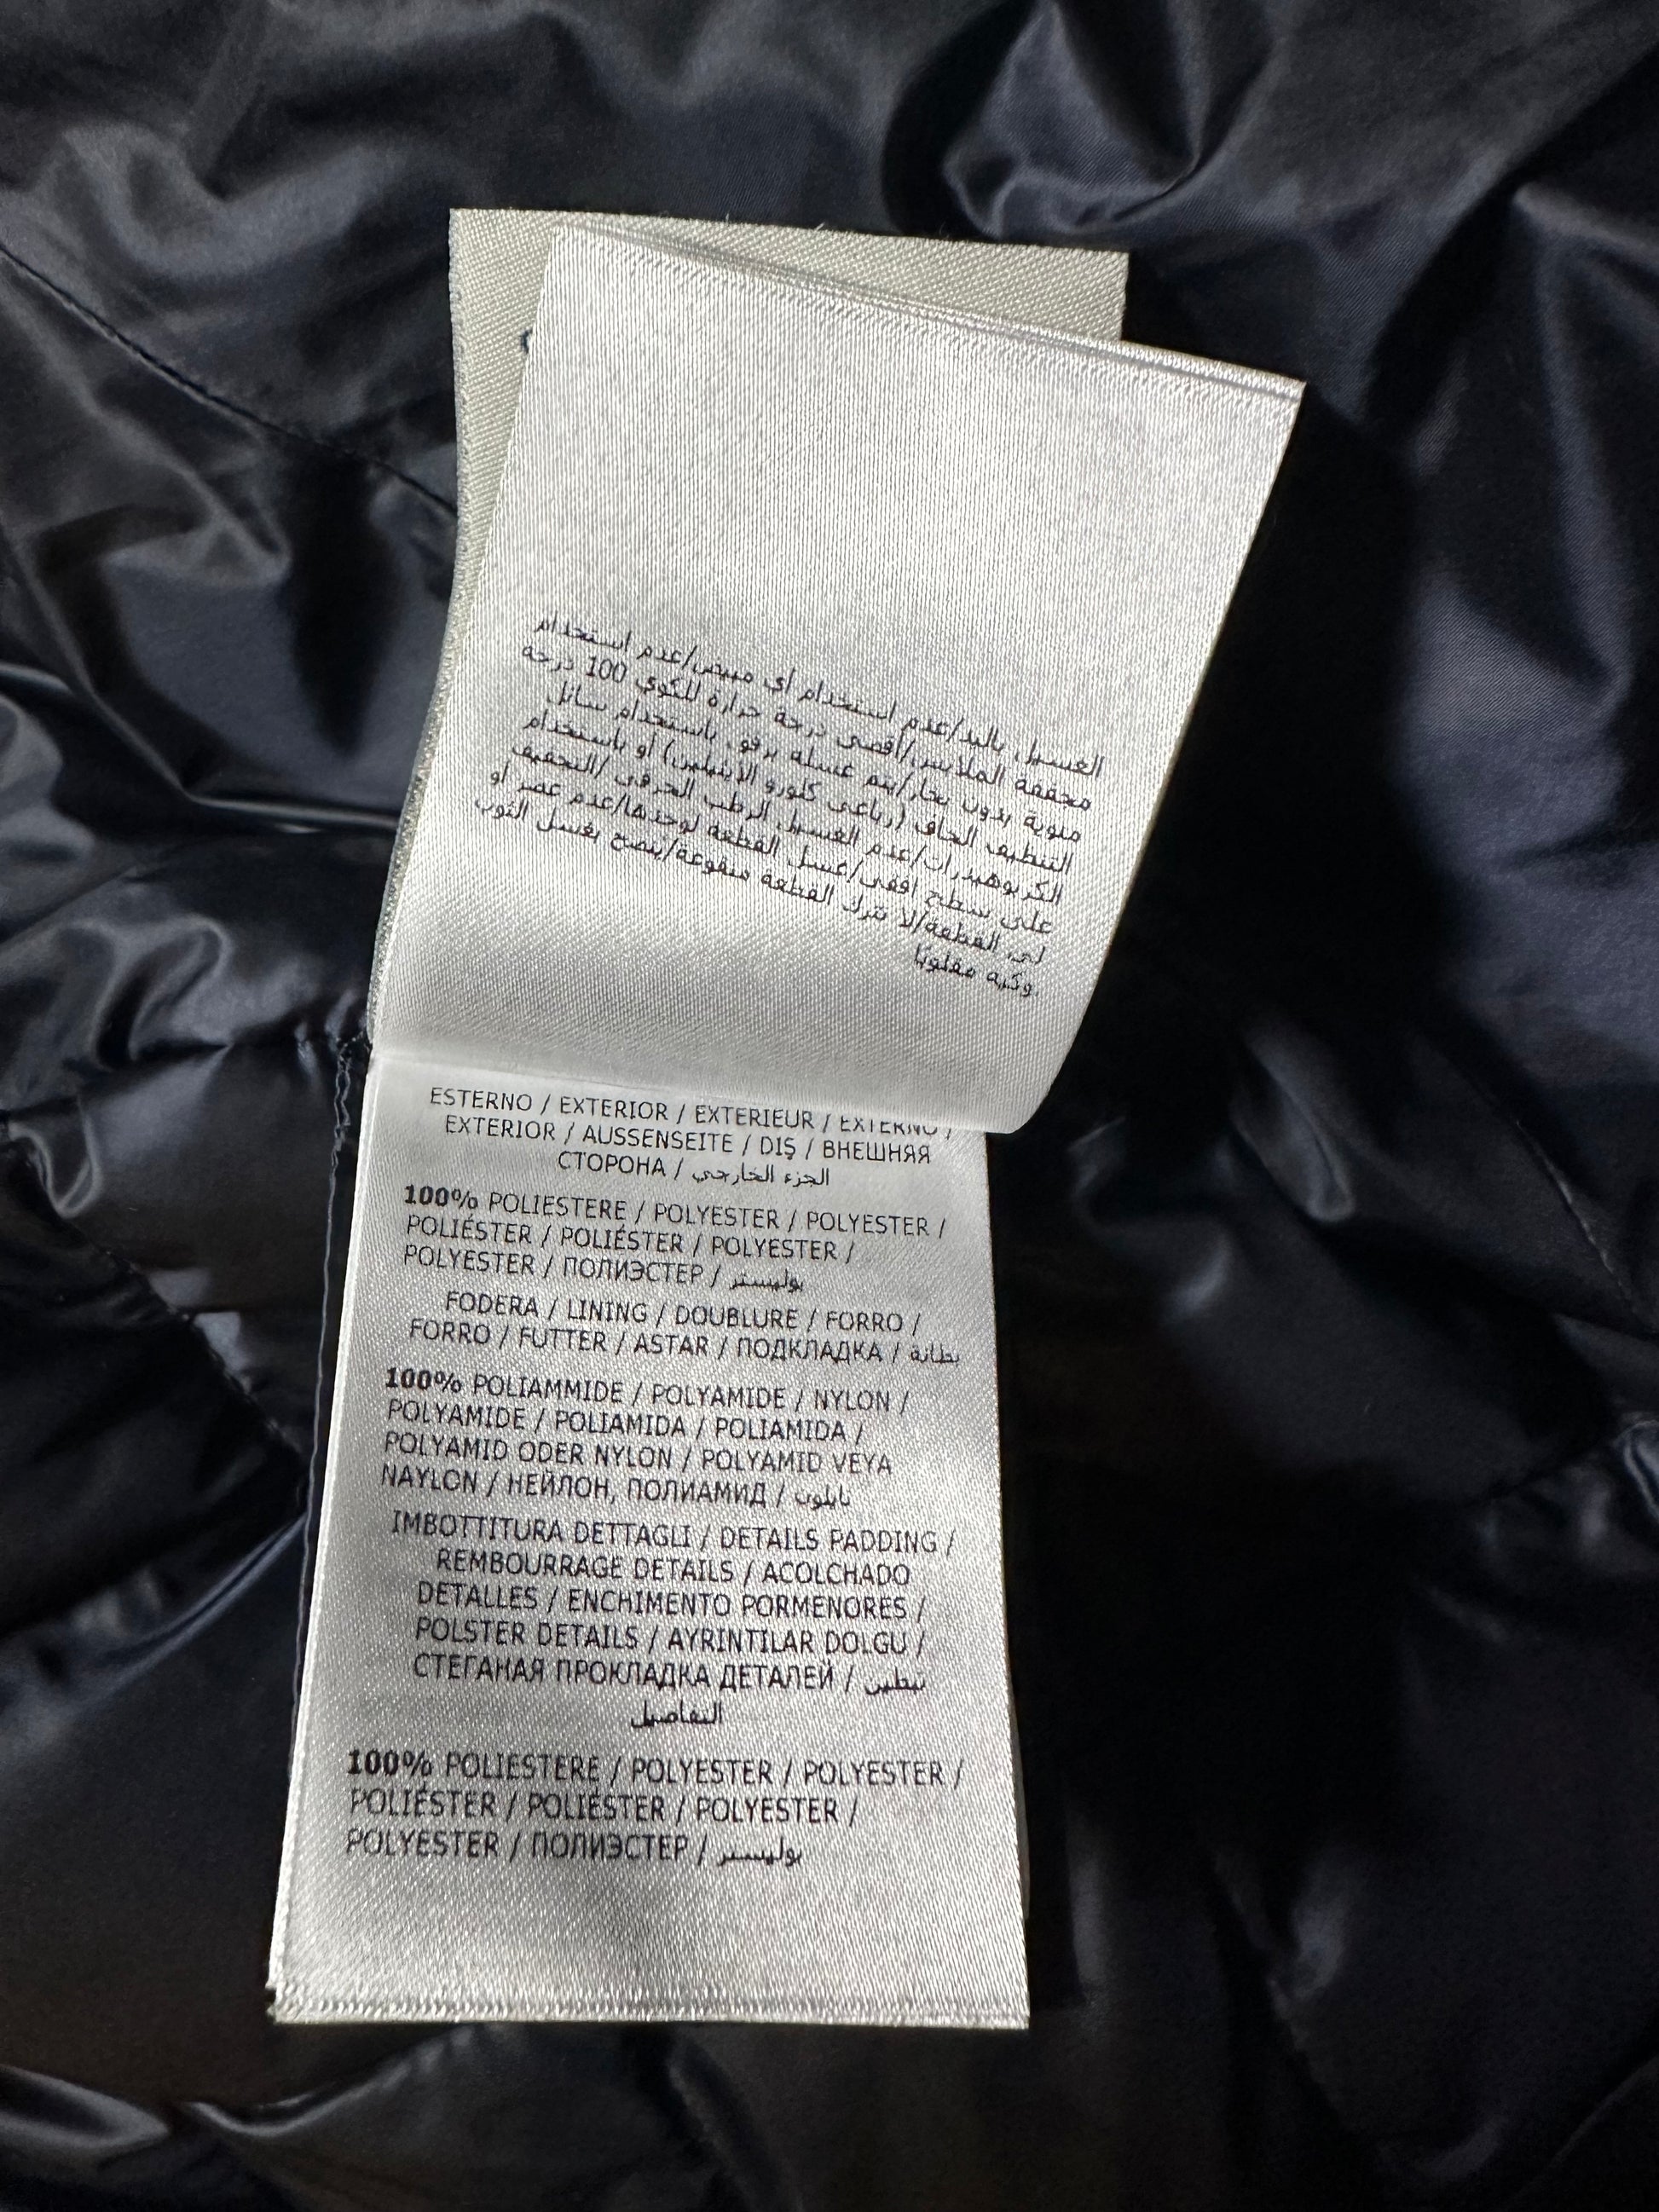 الغسيل باليد/عدم استخدام أي مبيض/عدم استخدام
مجففة الملابس/أقصى درجة حرارة للكوي 100 درجة
مئوية بدون بخار/يتم غسله برفق باستخدام سائل
التنظيف الجاف (رباعي كلورو الإيثيلين) أو باستخدام
الكربوهيدرات/عدم الغسيل الرطب الحرفي/التجفيف
على سطح افقي/غسل القطعة لوحدها/عدم عصر او
لي القطعة/لا تترك القطعة منقوعة/ينصح بغسل الثوب
وكيه مقلوبًا.
ESTERNO / EXTERIOR / EXTERIEUR / EXTERNO /
EXTERIOR / AUSSENSEITE / DIŞ / ВНЕШНЯЯ
СТОРОНА / الجزء الخارجي
100% POLIESTERE / POLYESTER / POLYESTER /
POLIÉSTER / POLIÉSTER / POLYESTER /
POLYESTER / ПОЛИЭСТЕР / بوليستر
FODERA / LINING / DOUBLURE / FORRO /
FORRO / FUTTER / ASTAR / ПОДКЛАДКА / بطانة
100% POLIAMMIDE / POLYAMIDE / NYLON /
POLYAMIDE / POLIAMIDA / POLIAMIDA /
POLYAMID ODER NYLON / POLYAMID VEYA
NAYLON / НЕЙЛОН, ПОЛИАМИД / نايلون
IMBOTTITURA DETTAGLI / DETAILS PADDING /
REMBOURRAGE DETAILS / ACOLCHADO
DETALLES / ENCHIMENTO PORMENORES /
POLSTER DETAILS / AYRINTILAR DOLGU /
СТЕГАНАЯ ПРОКЛАДКА ДЕТАЛЕЙ / تبطين
التفاصيل
100% POLIESTERE / POLYESTER / POLYESTER /
POLIÉSTER / POLIÉSTER / POLYESTER /
POLYESTER / ПОЛИЭСТЕР / بوليستر